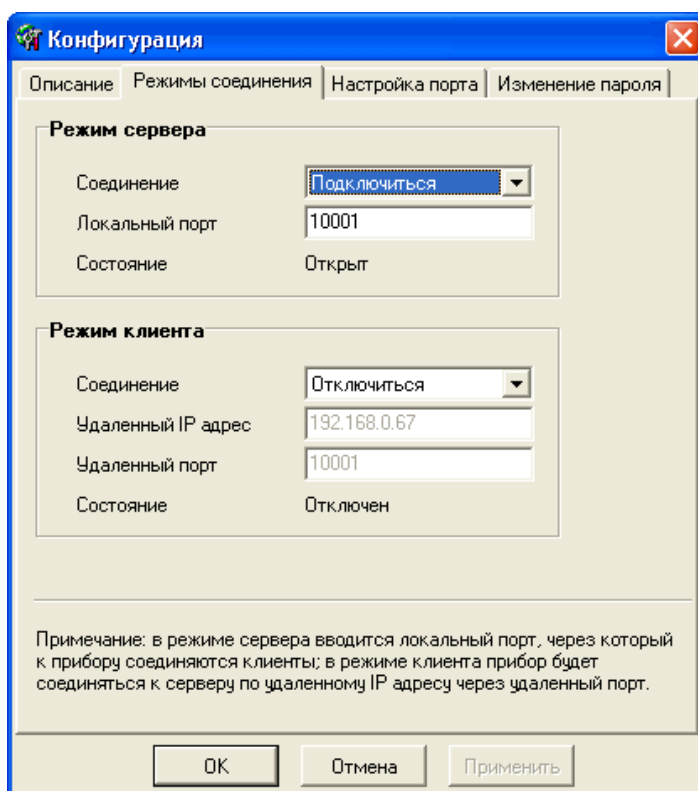 Конфигурация
Описание Режимы соединения Настройка порта Изменение пароля
Режим сервера
Соединение Подключиться
Локальный порт 10001
Состояние Открыт
Режим клиента
Соединение Отключиться
Удаленный IP адрес 192.168.0.67
Удаленный порт 10001
Состояние Отключен
Примечание: в режиме сервера вводится локальный порт, через который
к прибору соединяются клиенты; в режиме клиента прибор будет
соединяться к серверу по удаленному IP адресу через удаленный порт.
OK Отмена Применить